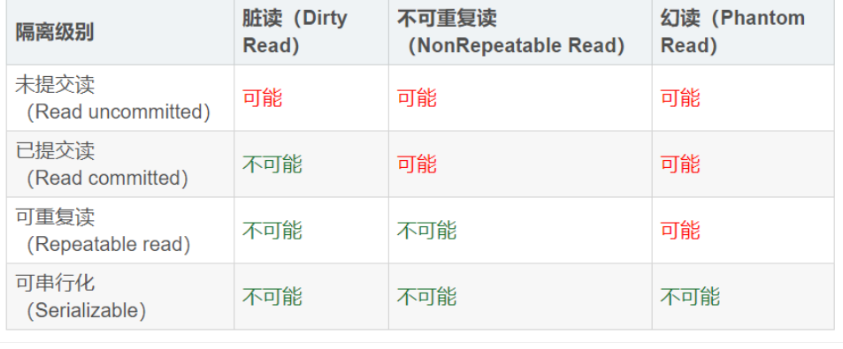 隔离级别
脏读（Dirty
Read）
不可重复读
（NonRepeatable Read）
幻读（Phantom
Read）
未提交读
（Read uncommitted）
可能
可能
可能
已提交读
（Read committed）
不可能
可能
可能
可重复读
（Repeatable read）
不可能
不可能
可能
可串行化
（Serializable）
不可能
不可能
不可能